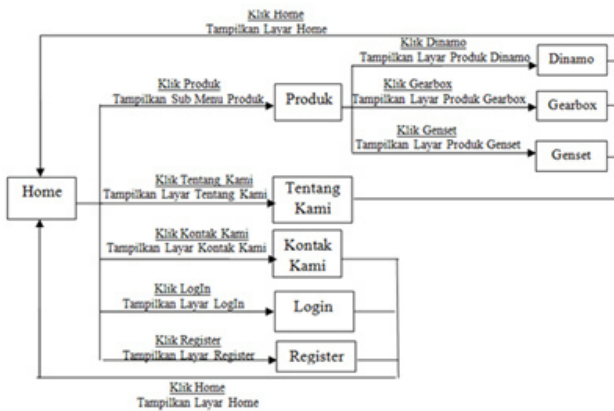 Klik Home
Tampilkan Layar Home
Klik Dinamo
Tampilkan Layar Produk Dinamo
Dinamo
Klik Produk
Tampilkan Sub Menu Produk
Produk
Klik Gearbox
Tampilkan Layar Produk Gearbox
Gearbox
Klik Genset
Tampilkan Layar Produk Genset
Genset
Home
Klik Tentang Kami
Tampilkan Layar Tentang Kami
Tentang
Kami
Klik Kontak Kami
Tampilkan Layar Kontak Kami
Kontak
Kami
Klik LogIn
Tampilkan Layar LogIn
Login
Klik Register
Tampilkan Layar Register
Register
Klik Home
Tampilkan Layar Home